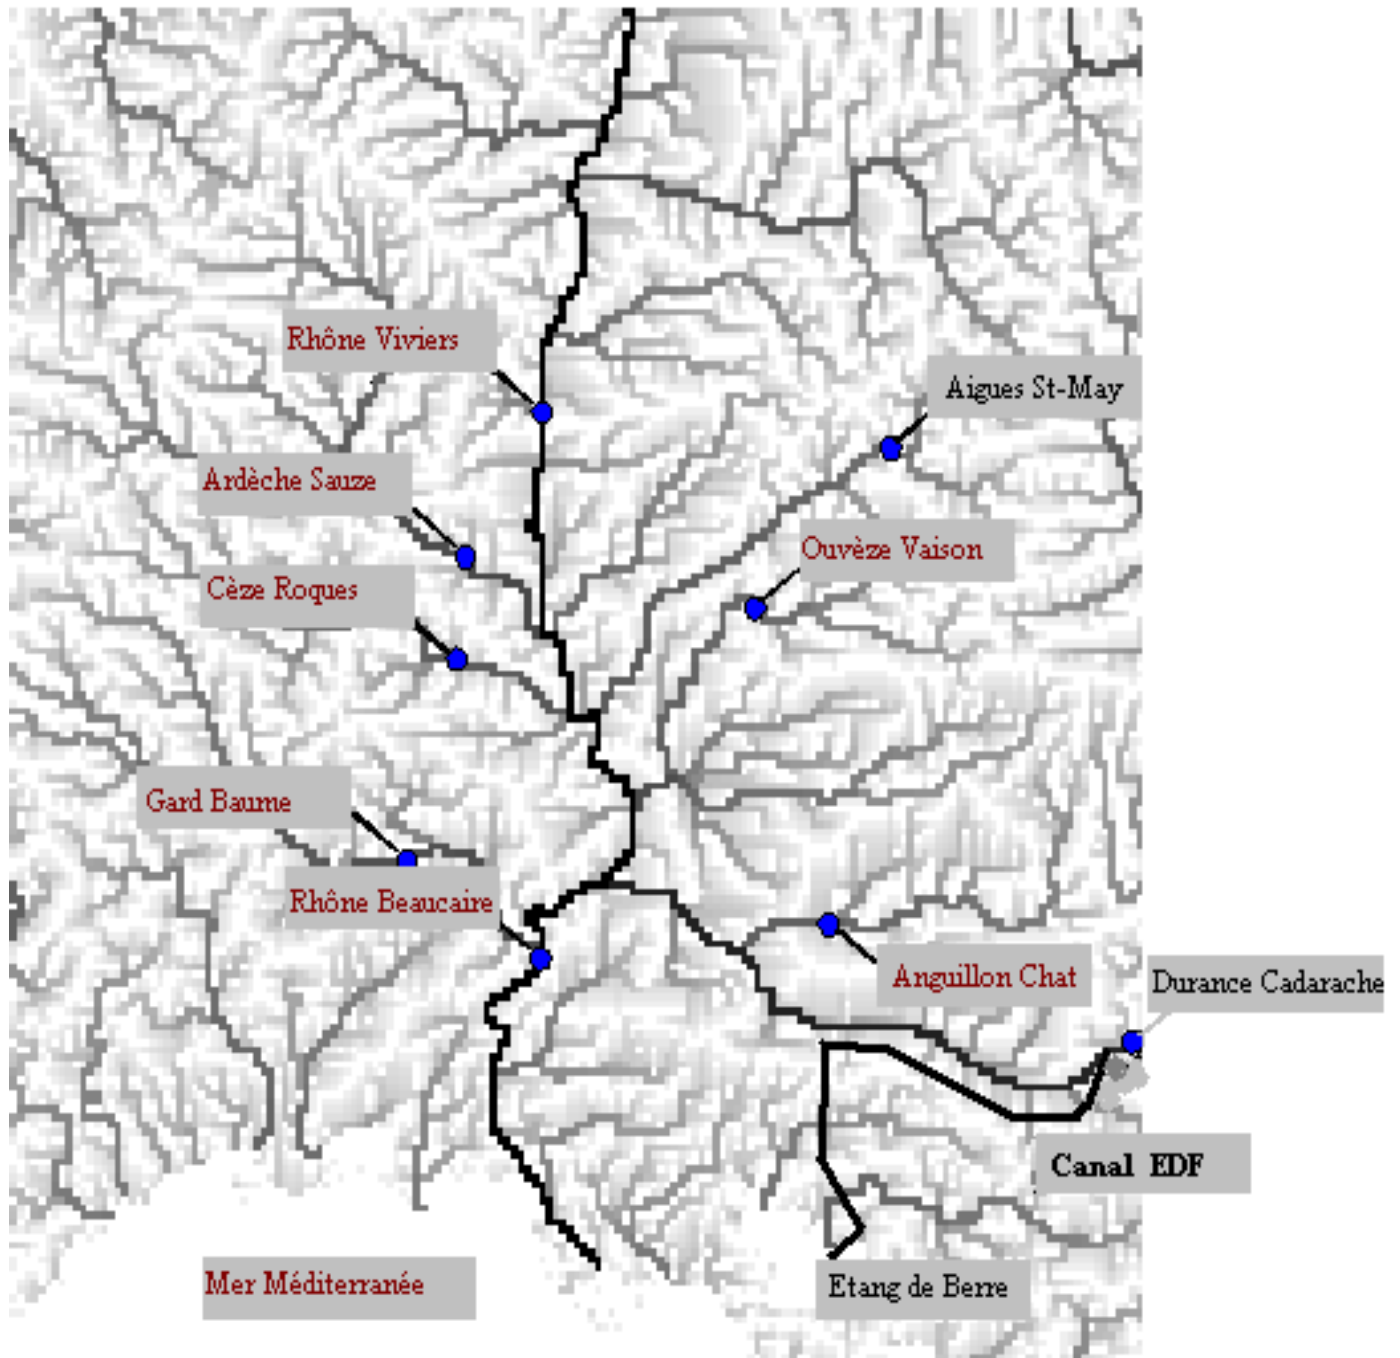 Rhône Viviers
Aigues St-May
Ardèche Sauze
Ouvèze Vaison
Cèze Roques
Gard Baume
Rhône Beaucaire
Anguillon Chat
Durance Cadarache
Canal EDF
Mer Méditerranée
Etang de Berre